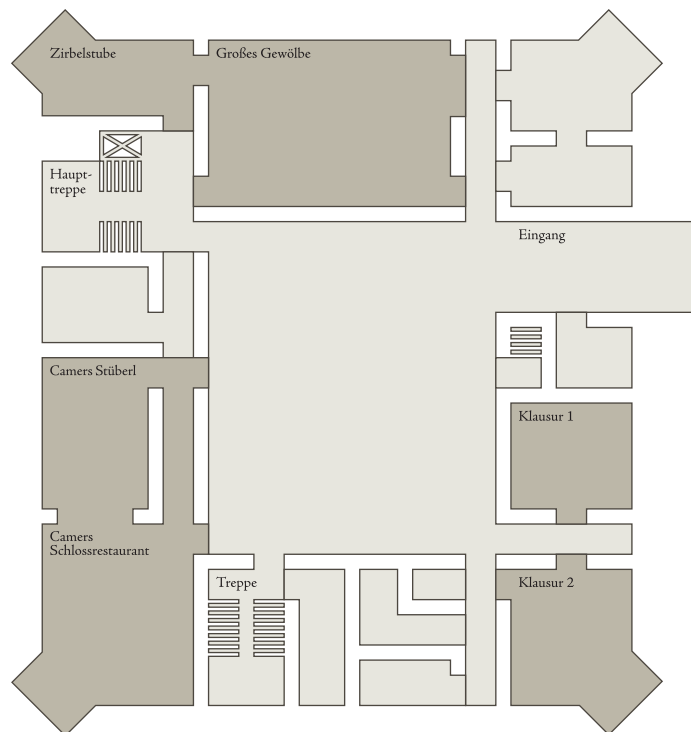 Zirbelstube
Großes Gewölbe
Haupt-
treppe
Eingang
Camers Stüberl
Klausur 1
Camers
Schlossrestaurant
Treppe
Klausur 2